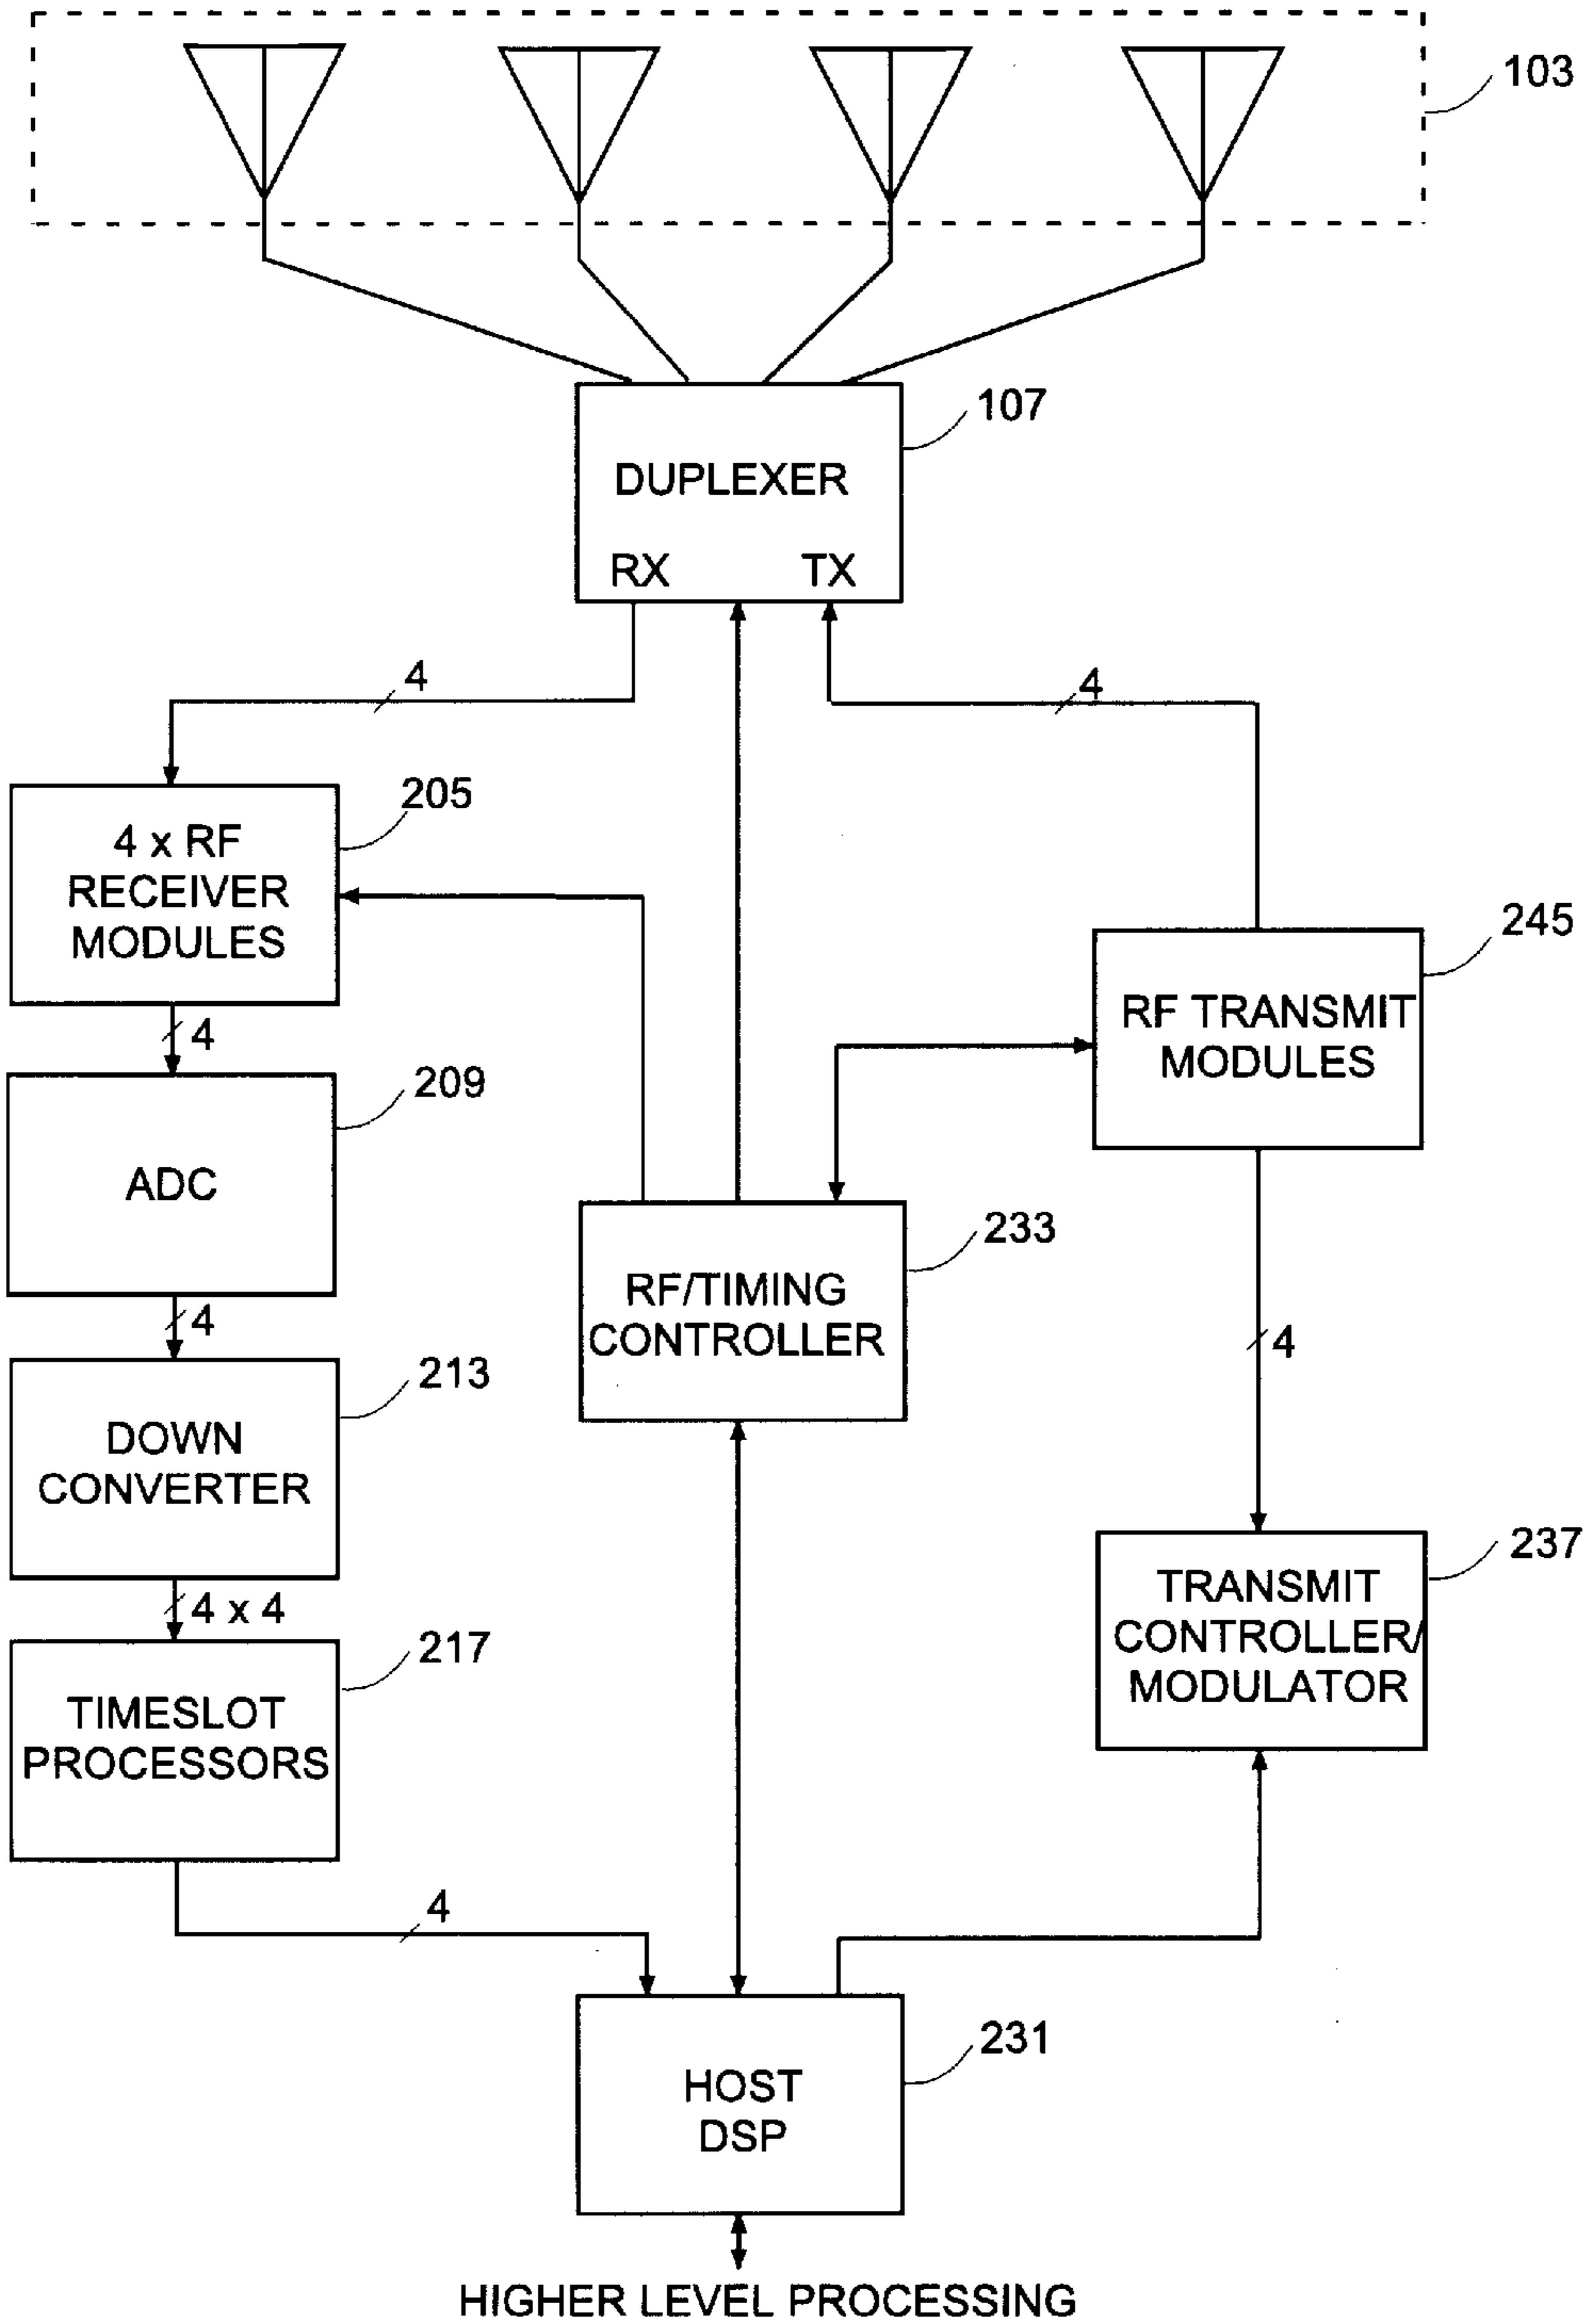 103
107
DUPLEXER
RX TX
4
4
205
4 x RF
RECEIVER
MODULES
245
RF TRANSMIT
MODULES
4
209
ADC
233
RF/TIMING
CONTROLLER
4
4
213
DOWN
CONVERTER
237
TRANSMIT
CONTROLLER/
MODULATOR
4 x 4
217
TIMESLOT
PROCESSORS
4
231
HOST
DSP
HIGHER LEVEL PROCESSING